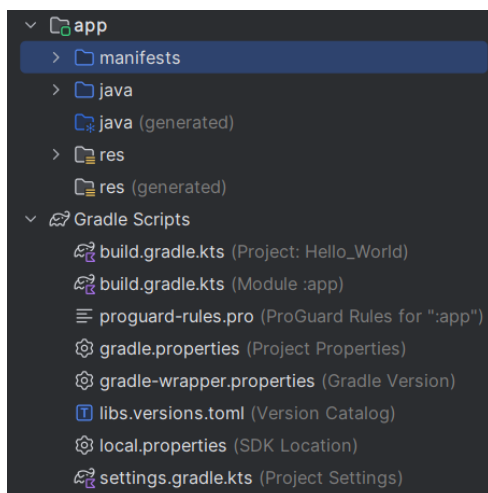 app
manifests
java
java (generated)
res
res (generated)
Gradle Scripts
build.gradle.kts (Project: Hello_World)
build.gradle.kts (Module :app)
proguard-rules.pro (ProGuard Rules for ":app")
gradle.properties (Project Properties)
gradle-wrapper.properties (Gradle Version)
libs.versions.toml (Version Catalog)
local.properties (SDK Location)
settings.gradle.kts (Project Settings)